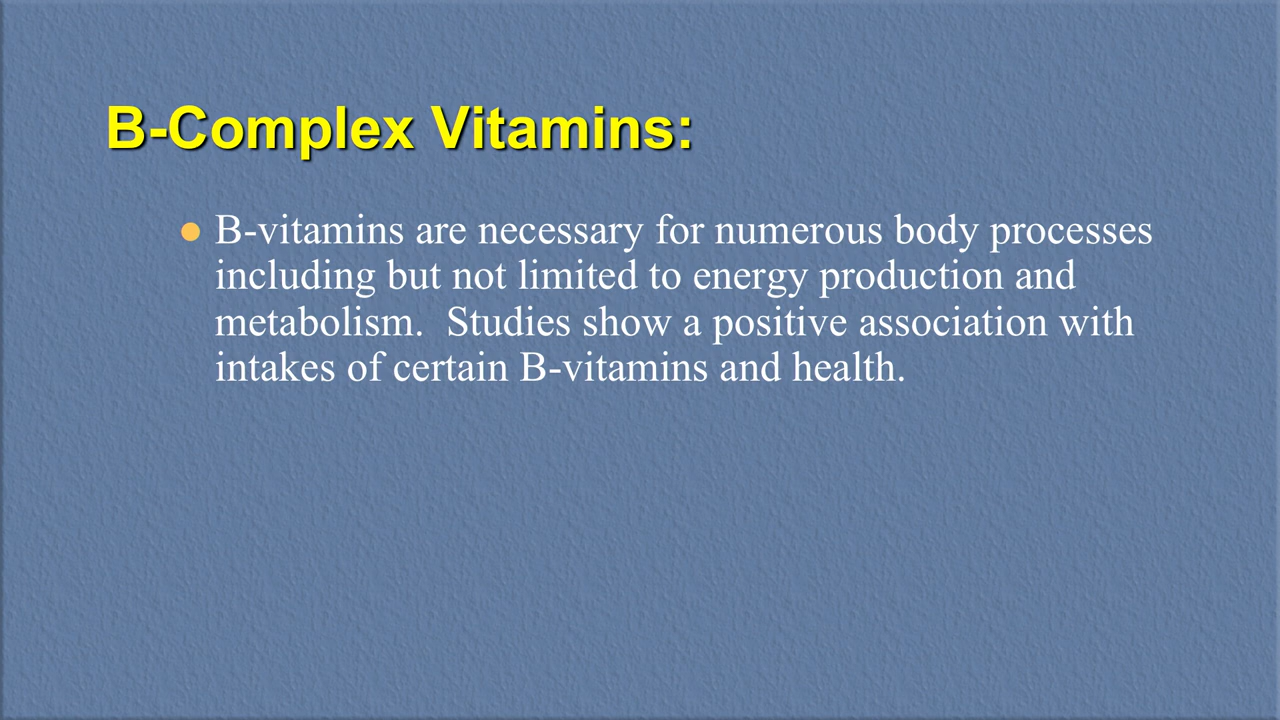 B-Complex Vitamins:
● B-vitamins are necessary for numerous body processes
including but not limited to energy production and
metabolism.  Studies show a positive association with
intakes of certain B-vitamins and health.